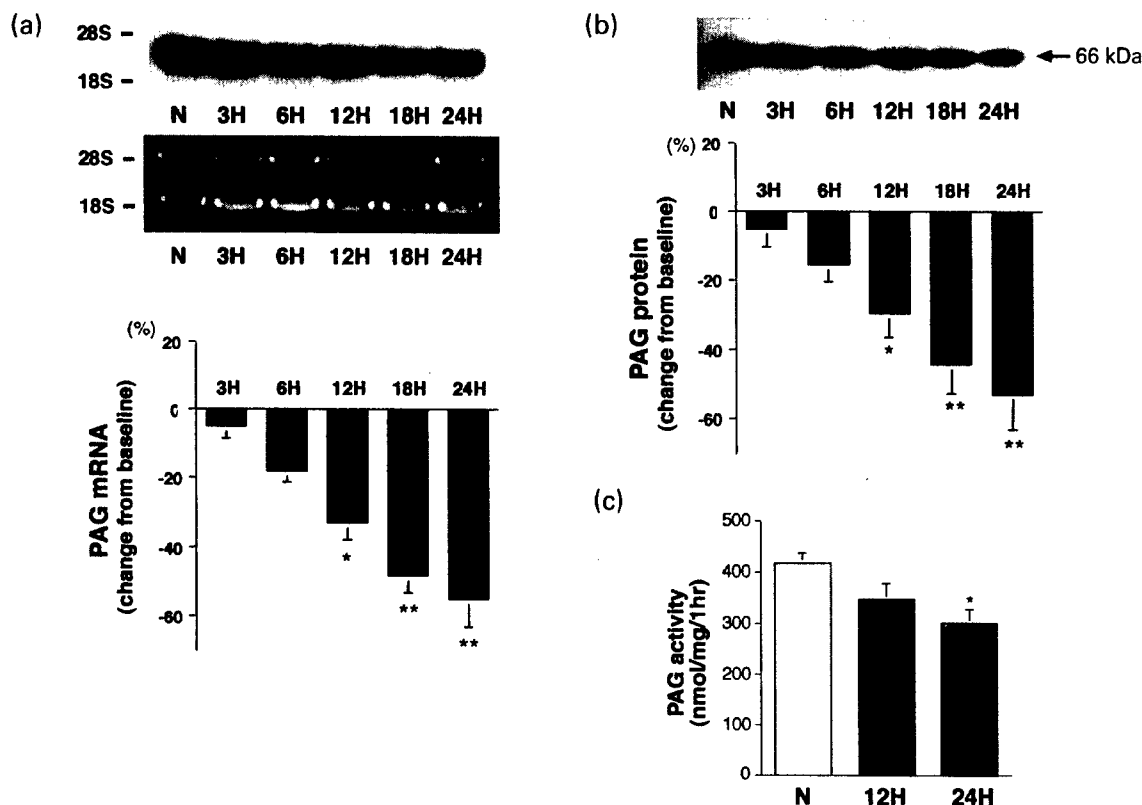 (a)
28S –
18S –
N 3H 6H 12H 18H 24H
28S –
18S –
N 3H 6H 12H 18H 24H
(%)
20
3H 6H 12H 18H 24H
0
-20
-40
-60
* ** **
PAG mRNA
(change from baseline)
(b)
← 66 kDa
N 3H 6H 12H 18H 24H
(%)
20
3H 6H 12H 18H 24H
0
-20
-40
-60
* ** **
PAG protein
(change from baseline)
(c)
500
400
300
200
100
0
*
PAG activity
(nmol/mg/1hr)
N 12H 24H